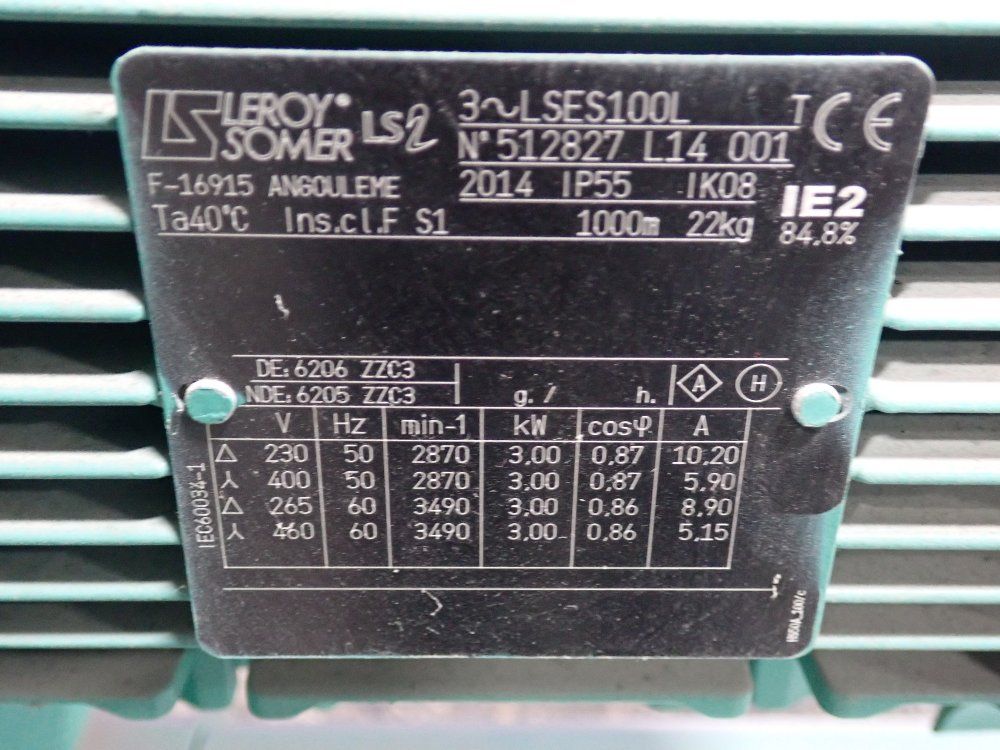 LEROY® SOMER LS2 3~LSES100L T CE
N°512827 L14 001
F-16915 ANGOULEME 2014 IP55 IK08 IE2
Ta40°C Ins.cl.F S1 1000m 22kg 84,8%
DE: 6206 ZZC3
NDE: 6205 ZZC3 g. / h. A H
V Hz min-1 kW cosφ A
Δ 230 50 2870 3,00 0,87 10,20
⅄ 400 50 2870 3,00 0,87 5,90
Δ 265 60 3490 3,00 0,86 8,90
⅄ 460 60 3490 3,00 0,86 5,15
IEC60034-1